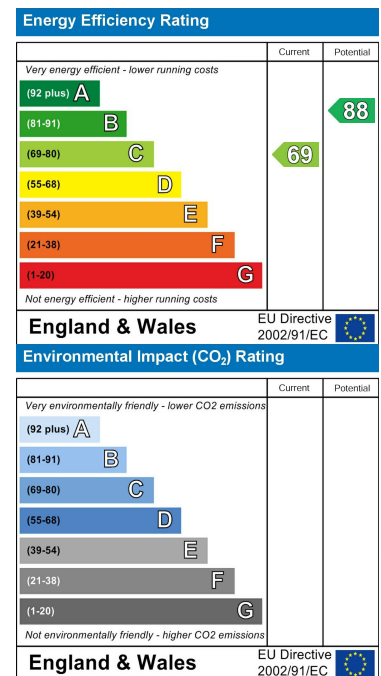 Energy Efficiency Rating
Current Potential
Very energy efficient - lower running costs
(92 plus) A
(81-91) B
88
(69-80) C
69
(55-68) D
(39-54) E
(21-38) F
(1-20) G
Not energy efficient - higher running costs
England & Wales
EU Directive
2002/91/EC
Environmental Impact (CO₂) Rating
Current Potential
Very environmentally friendly - lower CO2 emissions
(92 plus) A
(81-91) B
(69-80) C
(55-68) D
(39-54) E
(21-38) F
(1-20) G
Not environmentally friendly - higher CO2 emissions
England & Wales
EU Directive
2002/91/EC